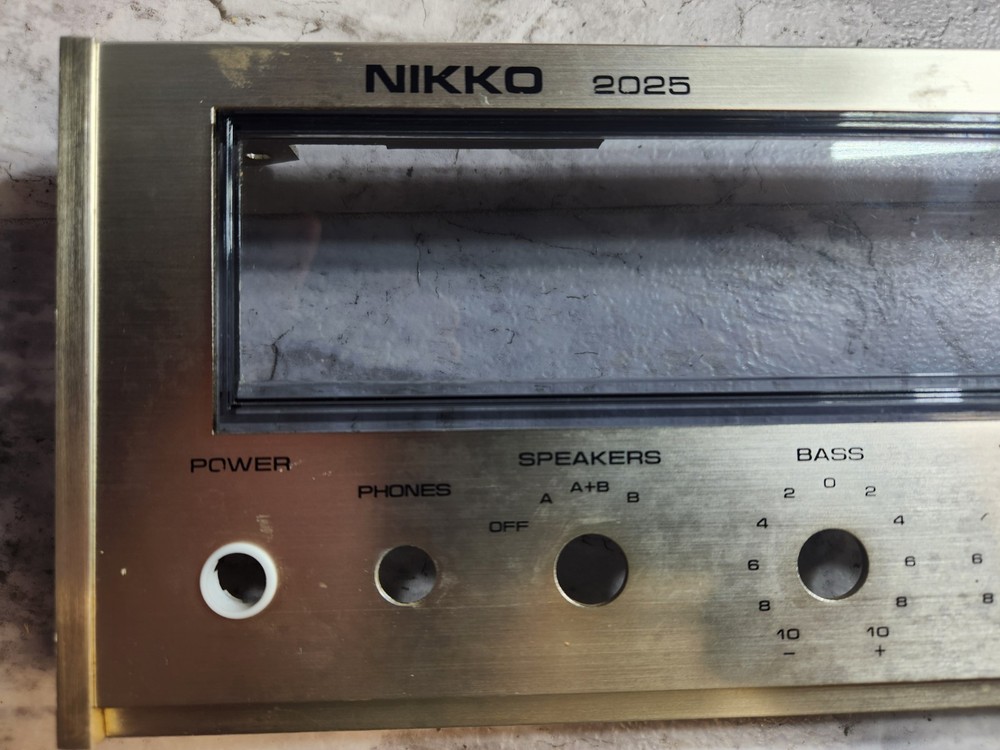 NIKKO 2025
POWER
PHONES
SPEAKERS
OFF A A+B B
BASS
2 0 2
4 4
6 6 6
8 8 8
10 10
− +